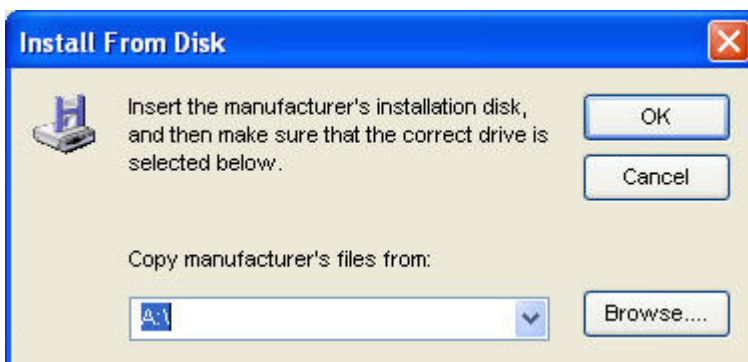 Install From Disk
Insert the manufacturer's installation disk,
and then make sure that the correct drive is
selected below.
OK
Cancel
Copy manufacturer's files from:
A:\
Browse....